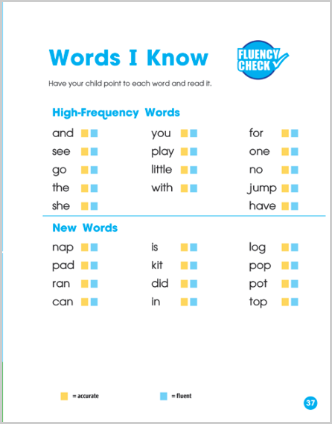 Words I Know
FLUENCY
CHECK
Have your child point to each word and read it.
High-Frequency Words
and you for
see play one
go little no
the with jump
she have
New Words
nap is log
pad kit pop
ran did pot
can in top
= accurate = fluent
37